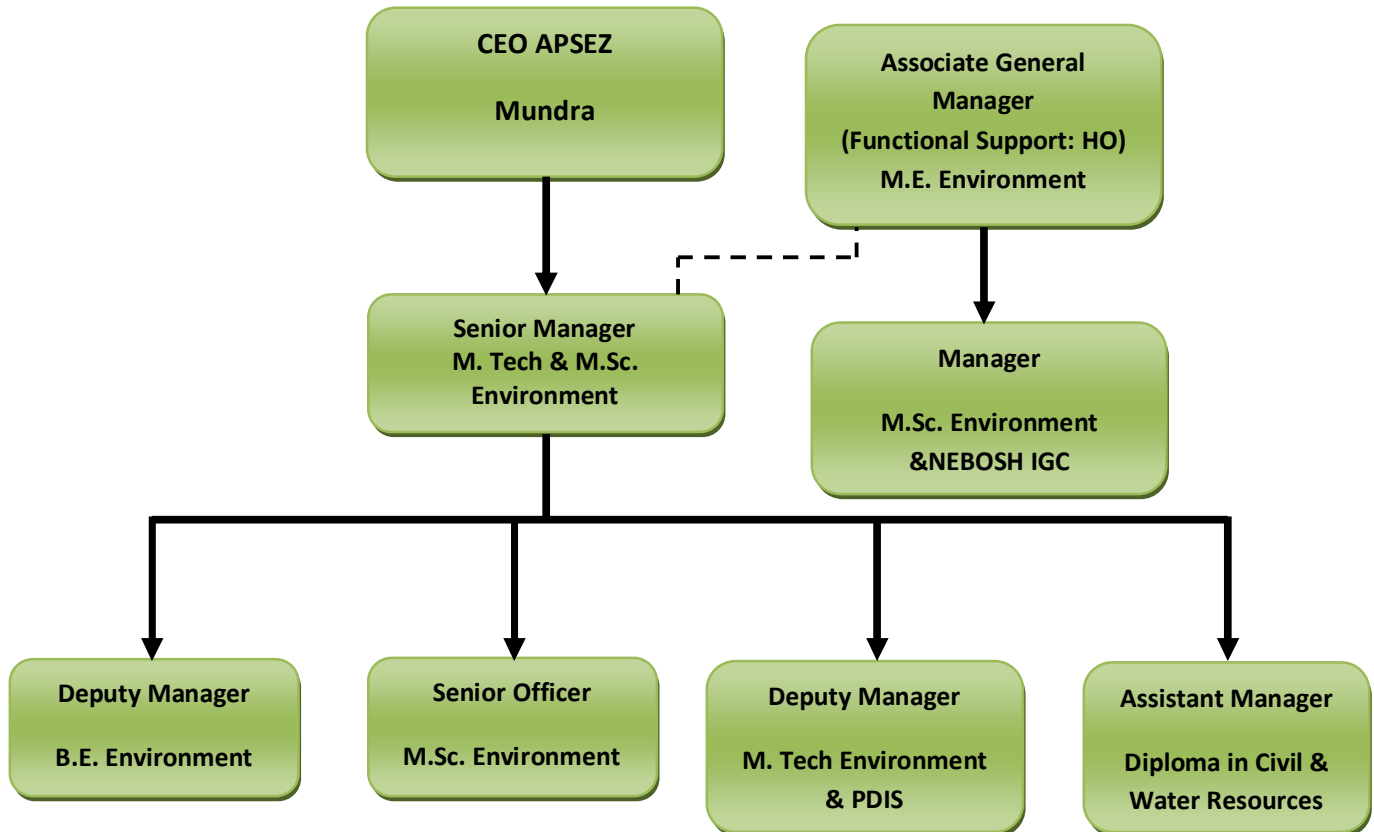 CEO APSEZ
Mundra
Associate General
Manager
(Functional Support: HO)
M.E. Environment
Senior Manager
M. Tech & M.Sc.
Environment
Manager
M.Sc. Environment
&NEBOSH IGC
Deputy Manager
B.E. Environment
Senior Officer
M.Sc. Environment
Deputy Manager
M. Tech Environment
& PDIS
Assistant Manager
Diploma in Civil &
Water Resources